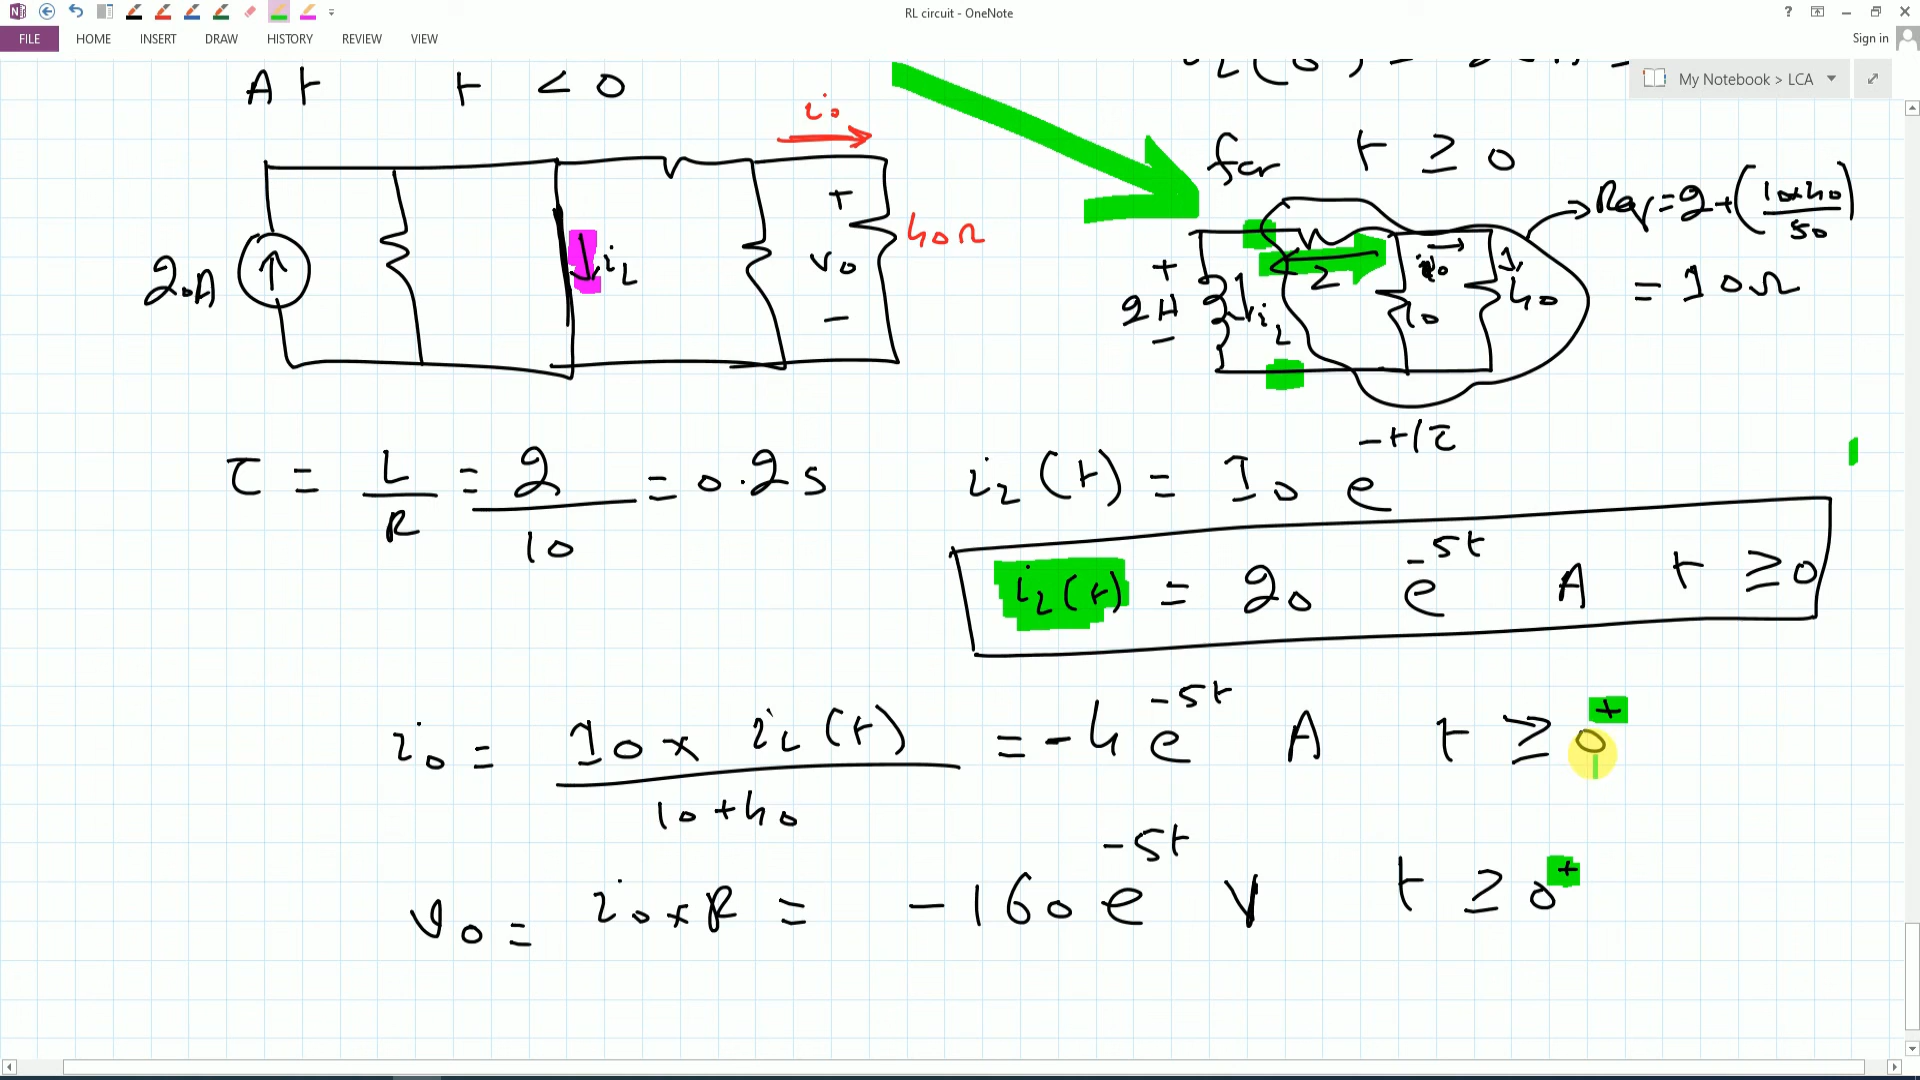 RL circuit - OneNote
FILE HOME INSERT DRAW HISTORY REVIEW VIEW
Sign in
My Notebook > LCA
At t < 0
i₀
20A
i_L
+
v₀
−
40Ω
for t ≥ 0
Req = 2 + (10×40/50)
= 10Ω
+
2H
−
i_L
2
10
i₀
40
τ = L/R = 2/10 = 0.2 s
i_L(t) = I₀ e^(-t/τ)
i_L(t) = 20 e^(-5t) A t ≥ 0
i₀ = 10 × i_L(t) / 10+40 = -4 e^(-5t) A t ≥ 0⁺
v₀ = i₀ × R = -160 e^(-5t) V t ≥ 0⁺